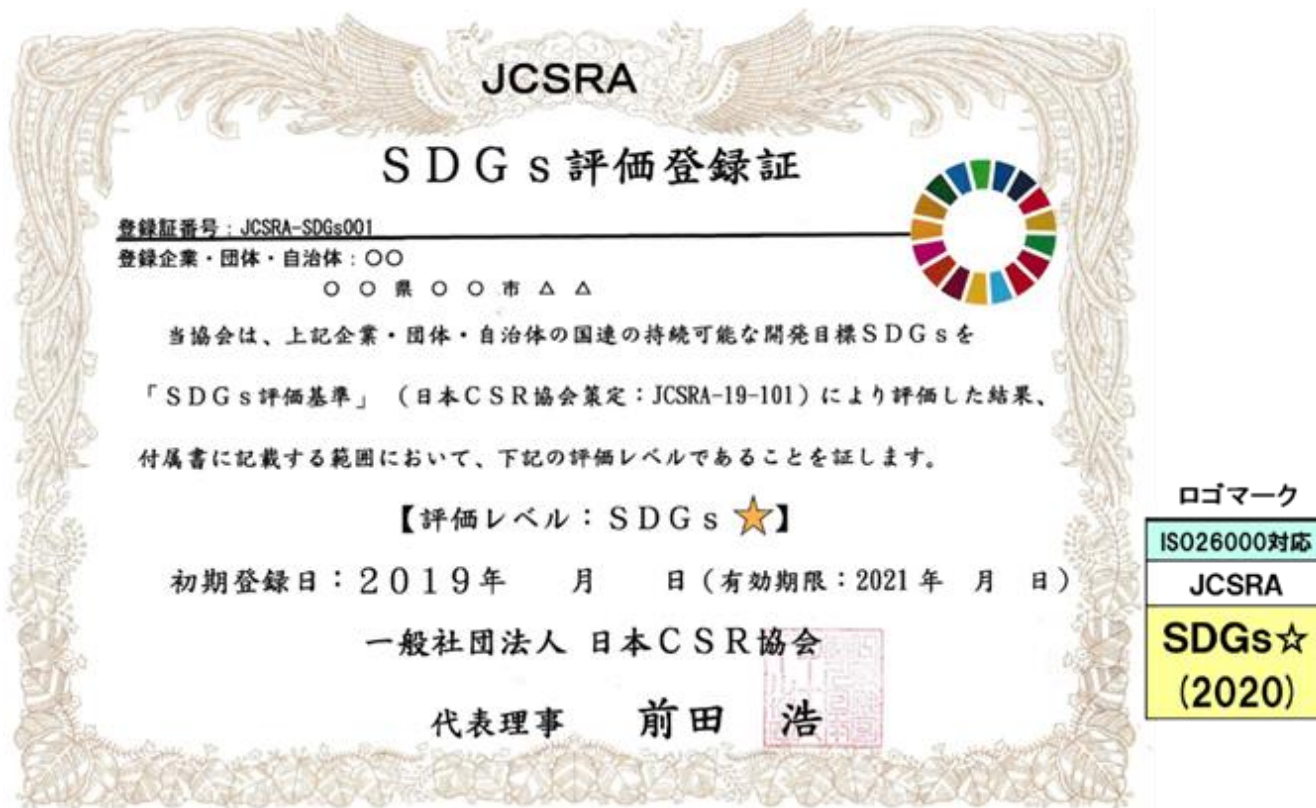 JCSRA
SDGs評価登録証
登録証番号：JCSRA-SDGs001
登録企業・団体・自治体：○○
○○県○○市△△
当協会は、上記企業・団体・自治体の国連の持続可能な開発目標SDGsを
「SDGs評価基準」（日本CSR協会策定：JCSRA-19-101）により評価した結果、
付属書に記載する範囲において、下記の評価レベルであることを証します。
【評価レベル：SDGs★】
初期登録日：2019年　月　日（有効期限：2021年　月　日）
一般社団法人 日本CSR協会
代表理事　前田　浩
ロゴマーク
ISO26000対応
JCSRA
SDGs☆
(2020)